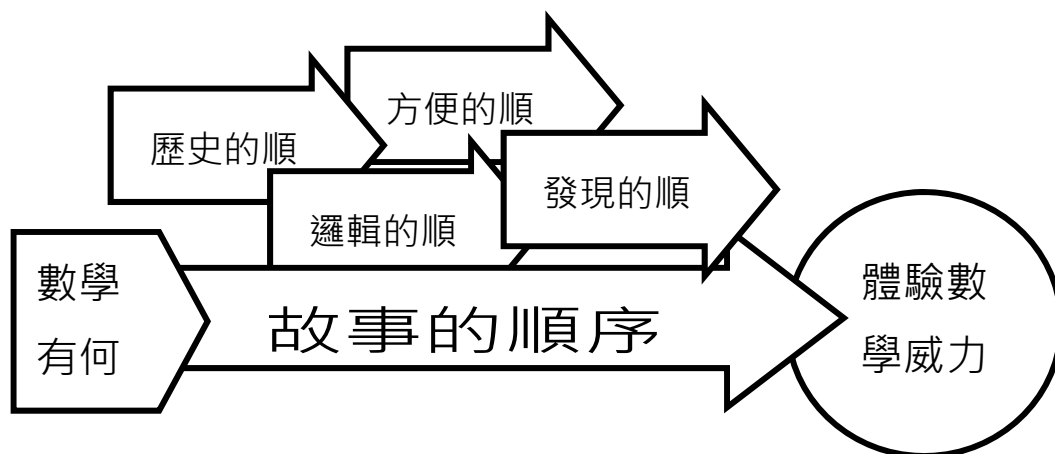 方便的順
歷史的順
發現的順
邏輯的順
數學
有何
故事的順序
體驗數
學威力